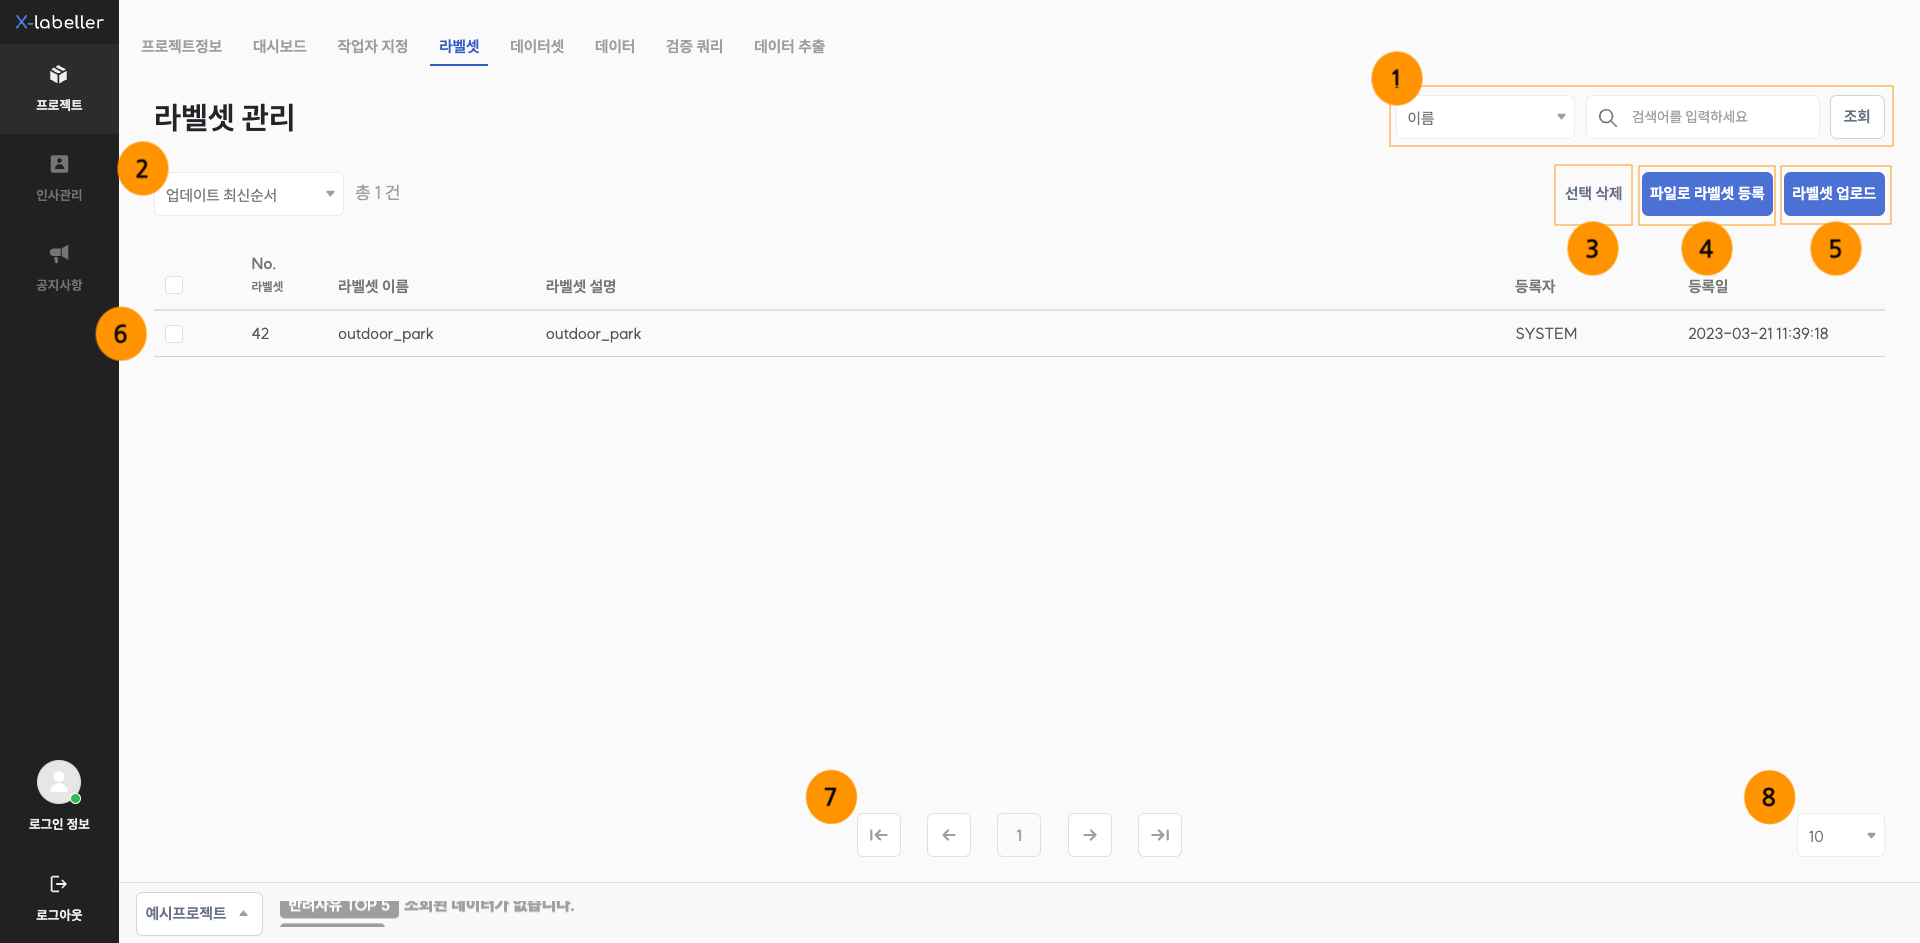 X-labeller
프로젝트정보 대시보드 작업자 지정 라벨셋 데이터셋 데이터 검증 쿼리 데이터 추출
프로젝트
인사관리
공지사항
로그인 정보
로그아웃
라벨셋 관리
1
이름
검색어를 입력하세요
조회
2
업데이트 최신순서
총 1 건
선택 삭제
파일로 라벨셋 등록
라벨셋 업로드
3
4
5
No.
라벨셋 라벨셋 이름 라벨셋 설명 등록자 등록일
6
42 outdoor_park outdoor_park SYSTEM 2023-03-21 11:39:18
7
1
8
10
예시프로젝트
반려사유 TOP 5 조회된 데이터가 없습니다.